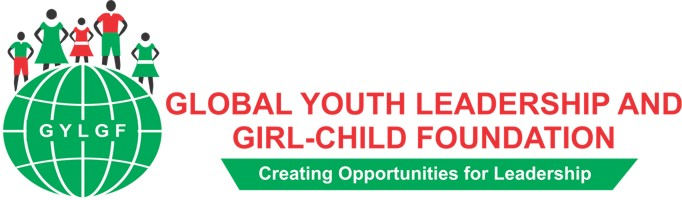 GYLGF
GLOBAL YOUTH LEADERSHIP AND
GIRL-CHILD FOUNDATION
Creating Opportunities for Leadership